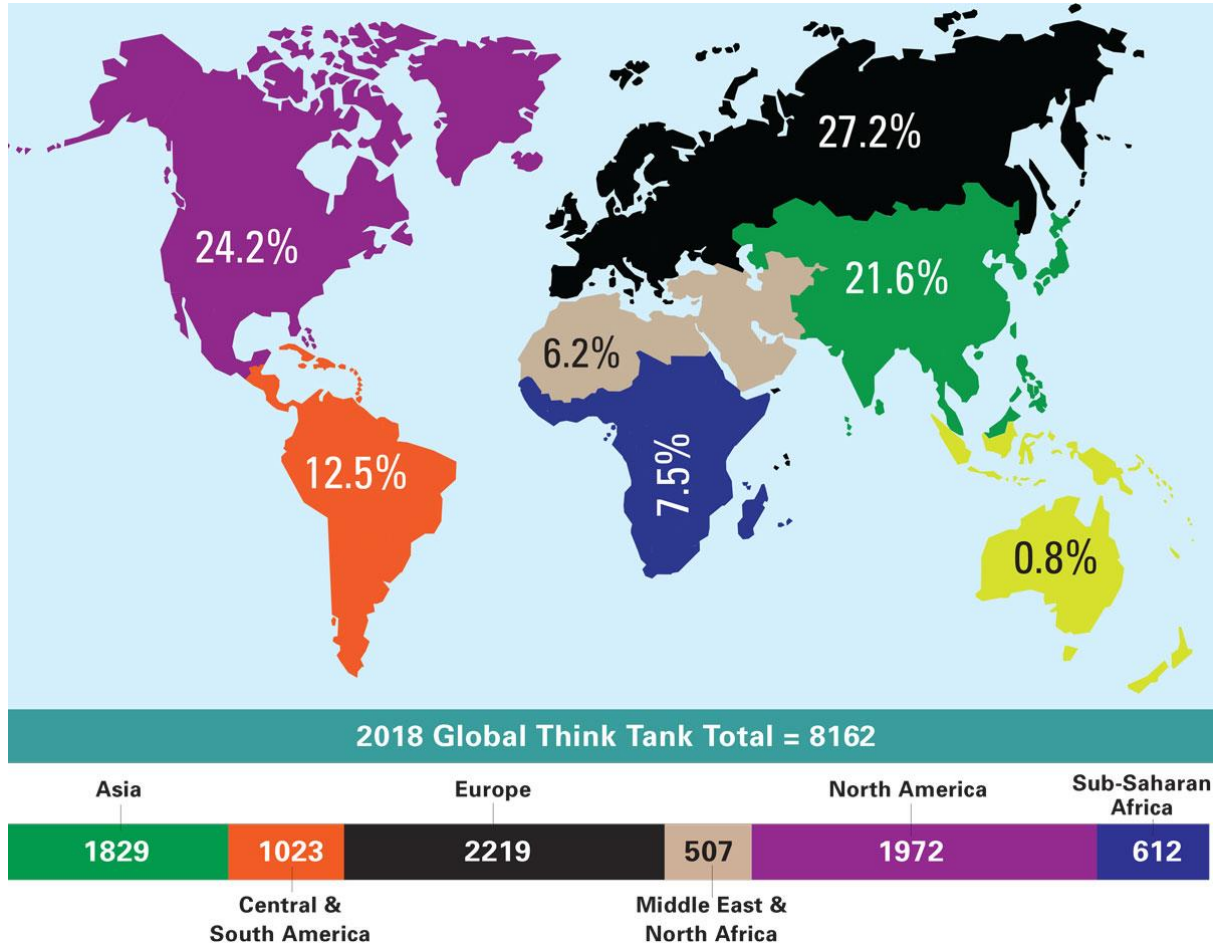 27.2%
24.2%
21.6%
6.2%
12.5%
7.5%
0.8%
2018 Global Think Tank Total = 8162
Asia
Europe
North America
Sub-Saharan
Africa
1829
1023
2219
507
1972
612
Central &
South America
Middle East &
North Africa